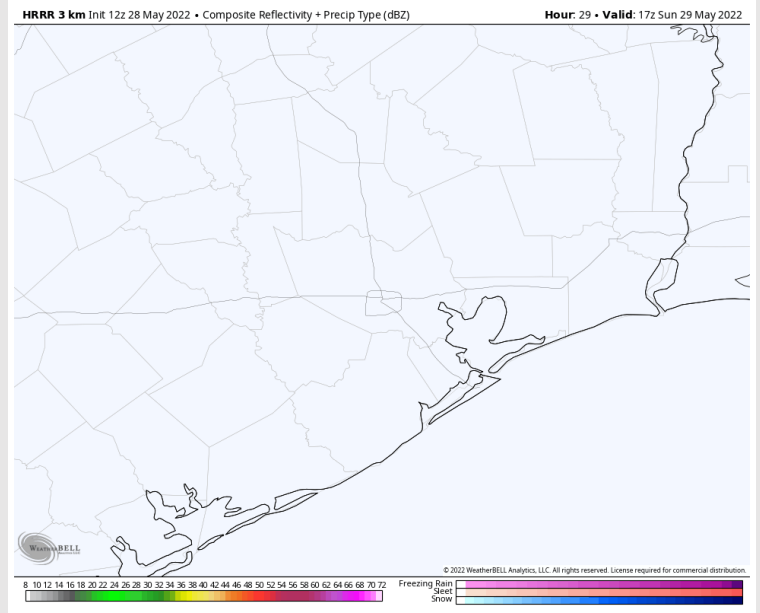 HRRR 3 km Init 12z 28 May 2022 • Composite Reflectivity + Precip Type (dBZ) Hour: 29 • Valid: 17z Sun 29 May 2022
WEATHERBELL
© 2022 WeatherBELL Analytics, LLC. All rights reserved. License required for commercial distribution.
8 10 12 14 16 18 20 22 24 26 28 30 32 34 36 38 40 42 44 46 48 50 52 54 56 58 60 62 64 66 68 70 72
Freezing Rain
Sleet
Snow